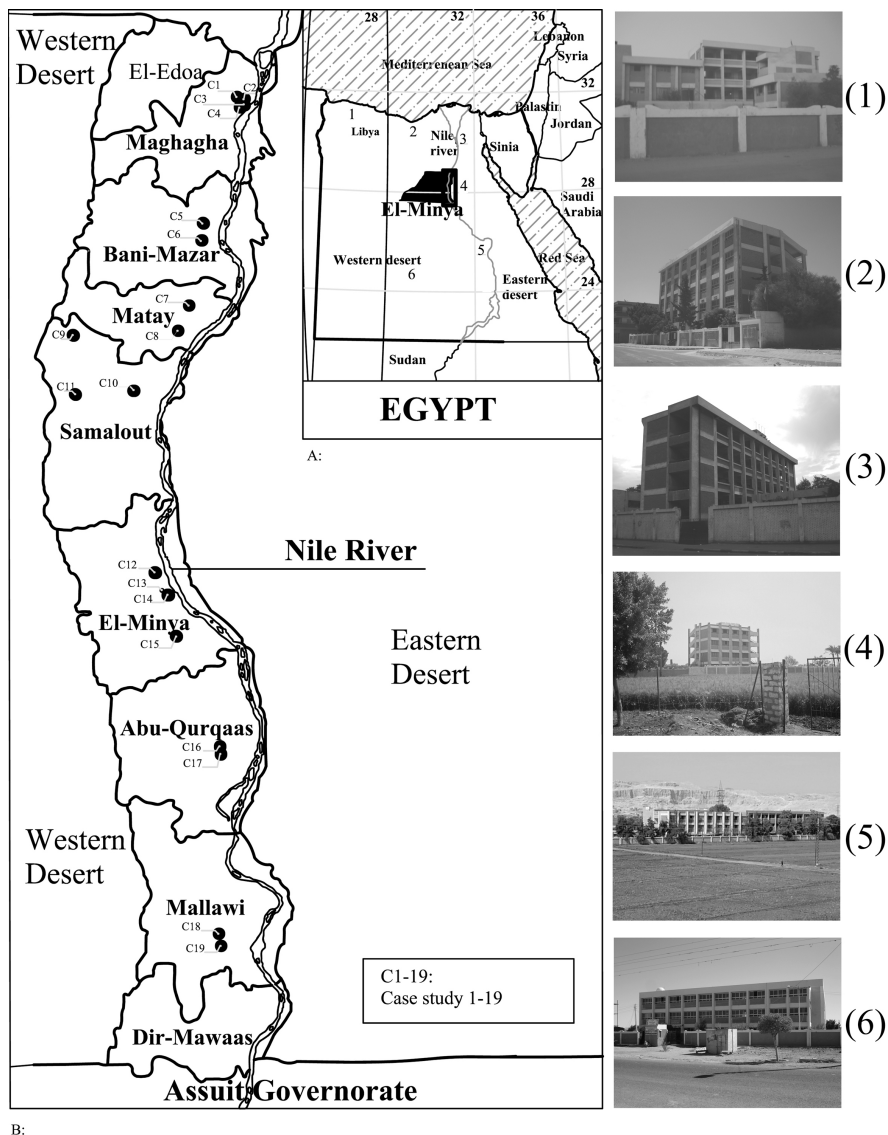 Western
Desert
El-Edoa
C1
C2
C3
C4
Maghagha
C5
C6
Bani-Mazar
C7
Matay
C8
C9
C10
C11
Samalout
Nile River
C12
C13
C14
El-Minya
C15
Eastern
Desert
Abu-Qurqaas
C16
C17
Western
Desert
Mallawi
C18
C19
C1-19:
Case study 1-19
Dir-Mawaas
Assuit Governorate
B:
28
32
36
Lebanon
Syria
Mediterrenean Sea
32
1
Libya
2
Nile
river
3
Palastin
Jordan
Sinia
4
28
El-Minya
Saudi
Arabia
5
Western desert
6
Red Sea
Eastern
desert
24
Sudan
EGYPT
A:
(1)
(2)
(3)
(4)
(5)
(6)